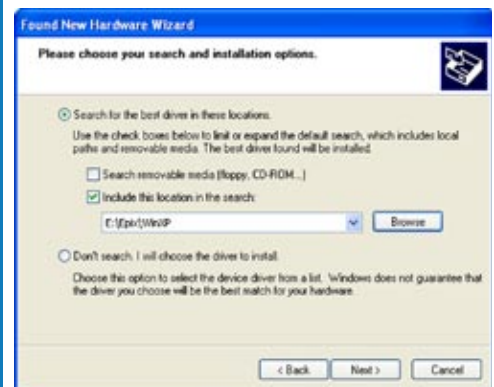 Found New Hardware Wizard
Please choose your search and installation options.
Search for the best driver in these locations.
Use the check boxes below to limit or expand the default search, which includes local
paths and removable media. The best driver found will be installed.
Search removable media (floppy, CD-ROM...)
Include this location in the search:
E:\Epix\WinXP
Browse
Don't search. I will choose the driver to install.
Choose this option to select the device driver from a list. Windows does not guarantee that
the driver you choose will be the best match for your hardware.
< Back
Next >
Cancel